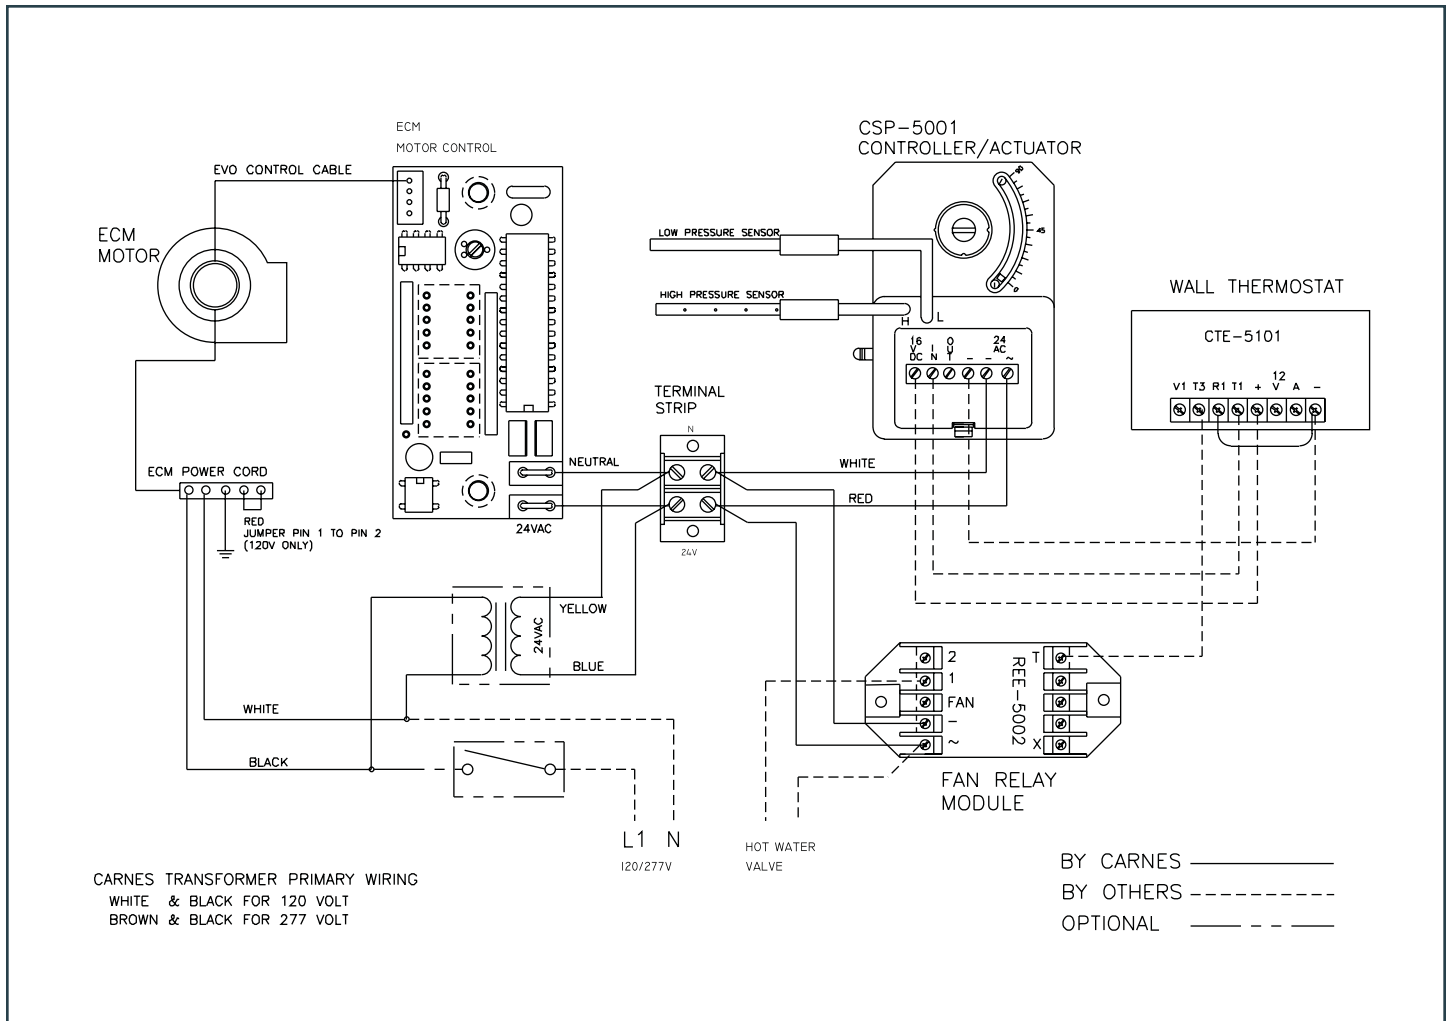 ECM
MOTOR CONTROL
CSP-5001
CONTROLLER/ACTUATOR
EVO CONTROL CABLE
90
45
0
ECM
MOTOR
LOW PRESSURE SENSOR
HIGH PRESSURE SENSOR
H
L
16
V
DC
I
N
O
U
T
-
-
24
AC
~
WALL THERMOSTAT
CTE-5101
V1 T3 R1 T1 + 12 V A -
TERMINAL
STRIP
N
NEUTRAL
WHITE
RED
24VAC
24V
ECM POWER CORD
RED
JUMPER PIN 1 TO PIN 2
(120V ONLY)
YELLOW
24VAC
BLUE
WHITE
BLACK
2
1
FAN
-
~
REE-5002
T
X
FAN RELAY
MODULE
L1 N
120/277V
HOT WATER
VALVE
CARNES TRANSFORMER PRIMARY WIRING
WHITE & BLACK FOR 120 VOLT
BROWN & BLACK FOR 277 VOLT
BY CARNES
BY OTHERS
OPTIONAL